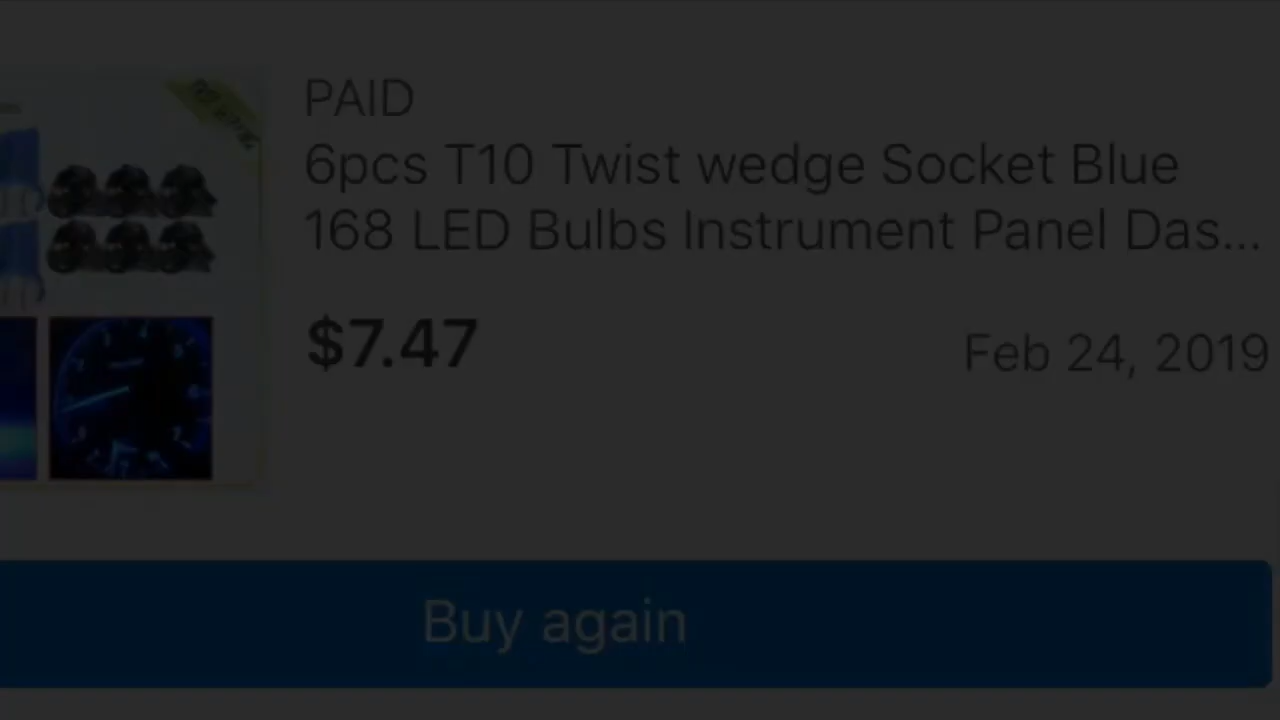 PAID
6pcs T10 Twist wedge Socket Blue
168 LED Bulbs Instrument Panel Das...
$7.47
Feb 24, 2019
Buy again